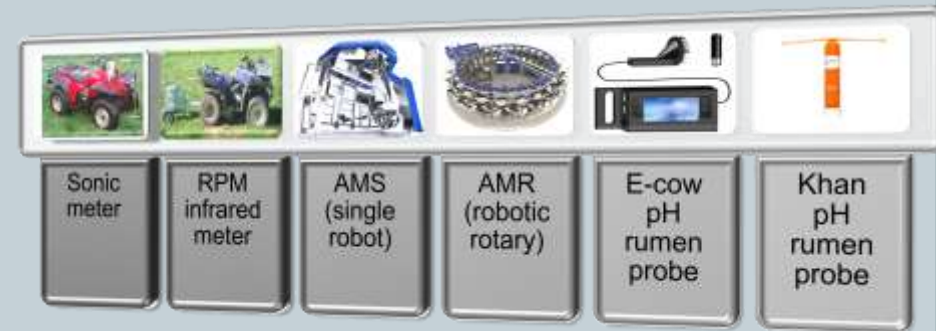 Sonic
meter
RPM
infrared
meter
AMS
(single
robot)
AMR
(robotic
rotary)
E-cow
pH
rumen
probe
Khan
pH
rumen
probe